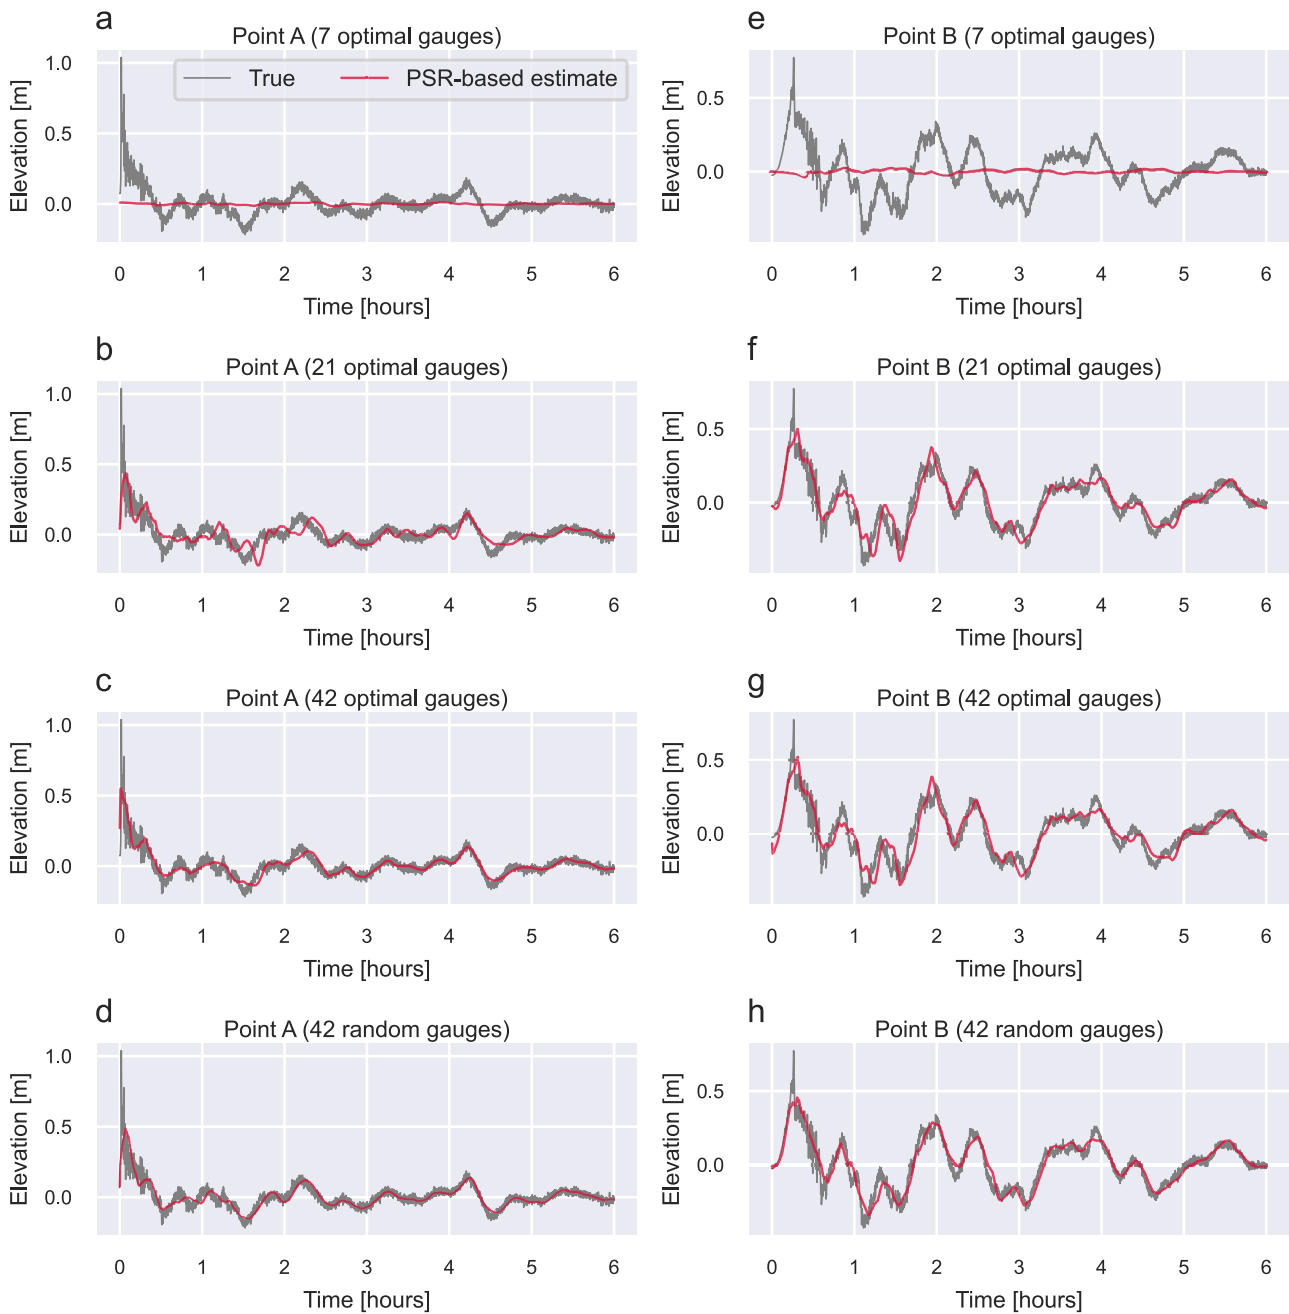 a
Point A (7 optimal gauges)
True
PSR-based estimate
Elevation [m]
1.0
0.5
0.0
0 1 2 3 4 5 6
Time [hours]
e
Point B (7 optimal gauges)
Elevation [m]
0.5
0.0
0 1 2 3 4 5 6
Time [hours]
b
Point A (21 optimal gauges)
Elevation [m]
1.0
0.5
0.0
0 1 2 3 4 5 6
Time [hours]
f
Point B (21 optimal gauges)
Elevation [m]
0.5
0.0
0 1 2 3 4 5 6
Time [hours]
c
Point A (42 optimal gauges)
Elevation [m]
1.0
0.5
0.0
0 1 2 3 4 5 6
Time [hours]
g
Point B (42 optimal gauges)
Elevation [m]
0.5
0.0
0 1 2 3 4 5 6
Time [hours]
d
Point A (42 random gauges)
Elevation [m]
1.0
0.5
0.0
0 1 2 3 4 5 6
Time [hours]
h
Point B (42 random gauges)
Elevation [m]
0.5
0.0
0 1 2 3 4 5 6
Time [hours]